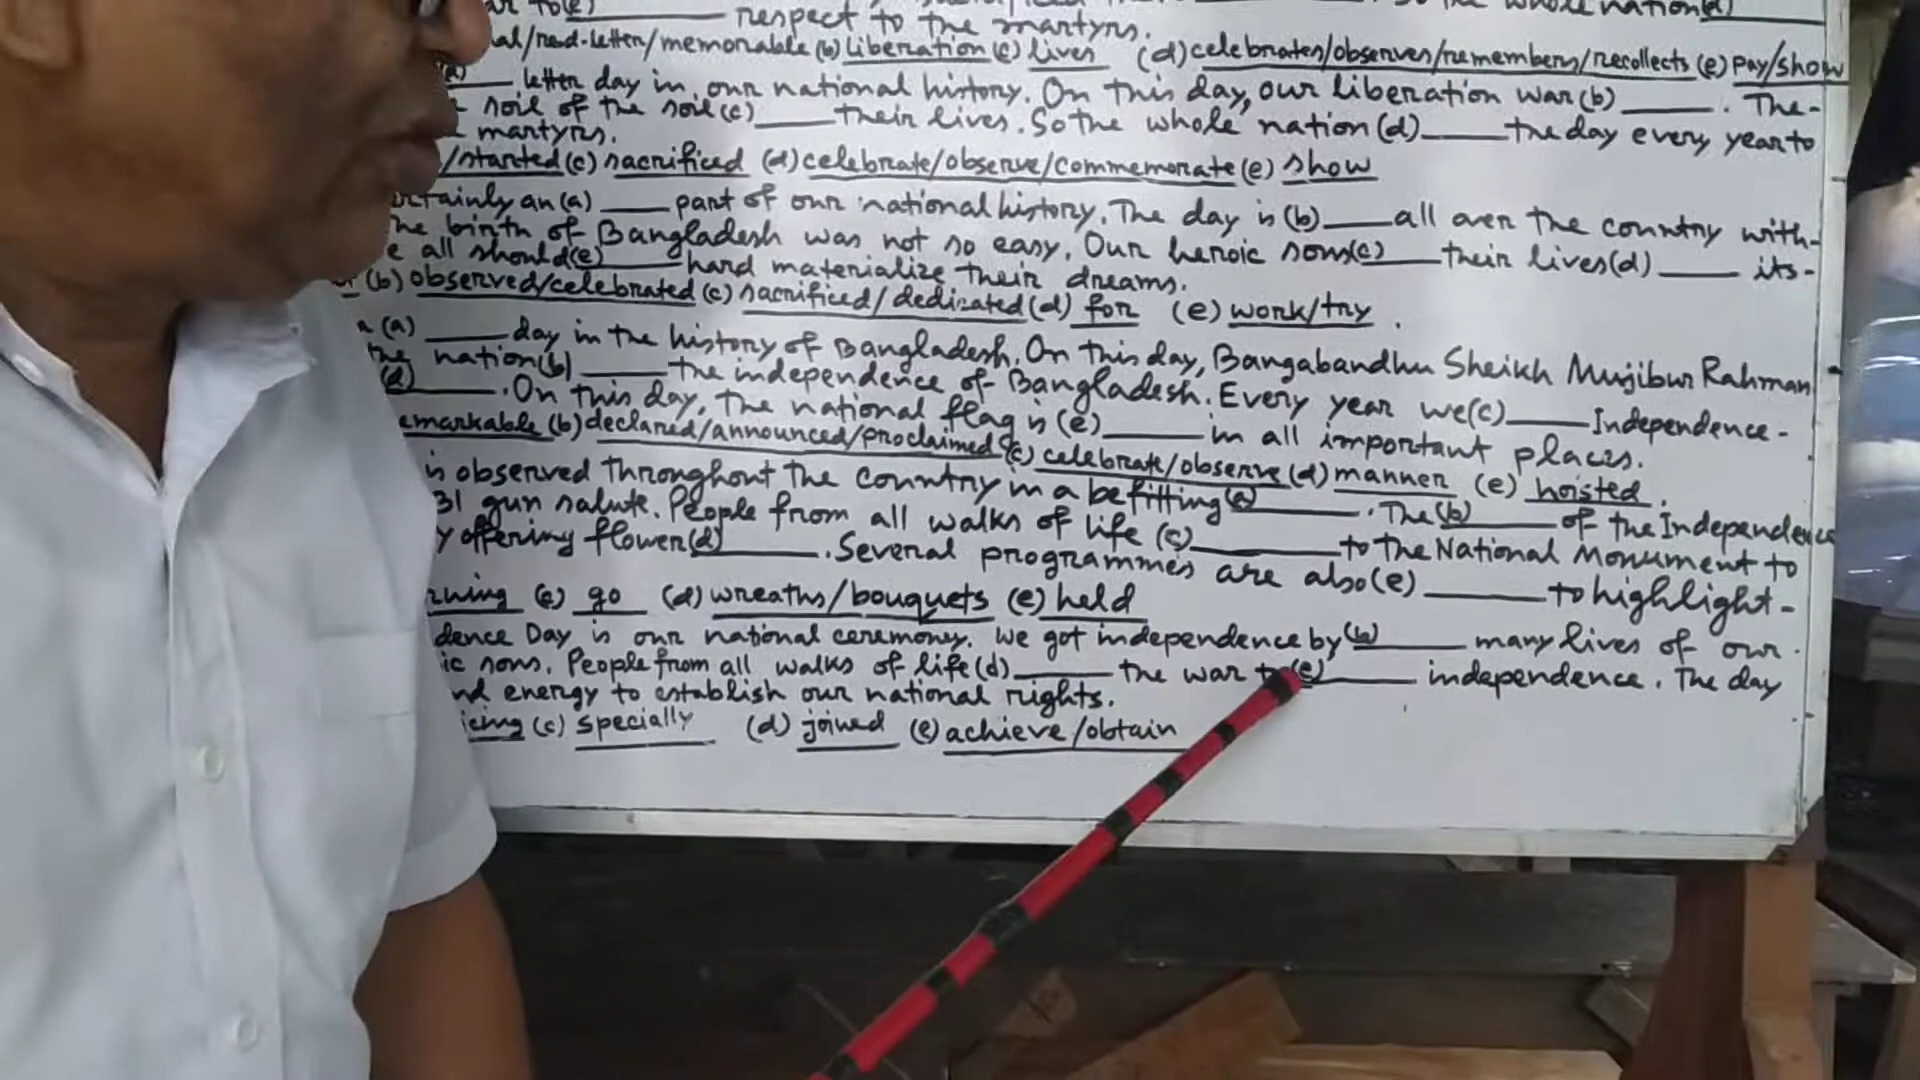 respect to the martyrs.
al/read-letter/memorable (b) liberation (c) lives (d) celebrates/observes/remembers/recollects (e) pay/show
letter day in our national history. On this day, our liberation war (b) ____. The-
soil of the soil (c) ____ their lives. So the whole nation (d) ____ the day every year to
martyrs.
/started (c) sacrificed (d) celebrate/observe/commemorate (e) show
an (a) ____ part of our national history. The day is (b) ____ all over the country with-
he birth of Bangladesh was not so easy. Our heroic sons (c) ____ their lives (d) ____ its-
e all should (e) ____ hard materialize their dreams.
(b) observed/celebrated (c) sacrificed/dedicated (d) for (e) work/try.
a (a) ____ day in the history of Bangladesh. On this day, Bangabandhu Sheikh Mujibur Rahman
the nation (b) ____ the independence of Bangladesh. Every year we (c) ____ Independence-
(d) ____. On this day, the national flag is (e) ____ in all important places.
emarkable (b) declared/announced/proclaimed (c) celebrate/observe (d) manner (e) hoisted.
is observed throughout the country in a befitting (a) ____. The (b) ____ of the Independence
31 gun salute. People from all walks of life (c) ____ to the National Monument to
y offering flower (d) ____. Several programmes are also (e) ____ to highlight-
rning (c) go (d) wreaths/bouquets (e) held
dence Day is our national ceremony. We got independence by (b) ____ many lives of our.
ic sons. People from all walks of life (d) ____ the war to (e) ____ independence. The day
nd energy to establish our national rights.
icing (c) specially (d) joined (e) achieve/obtain